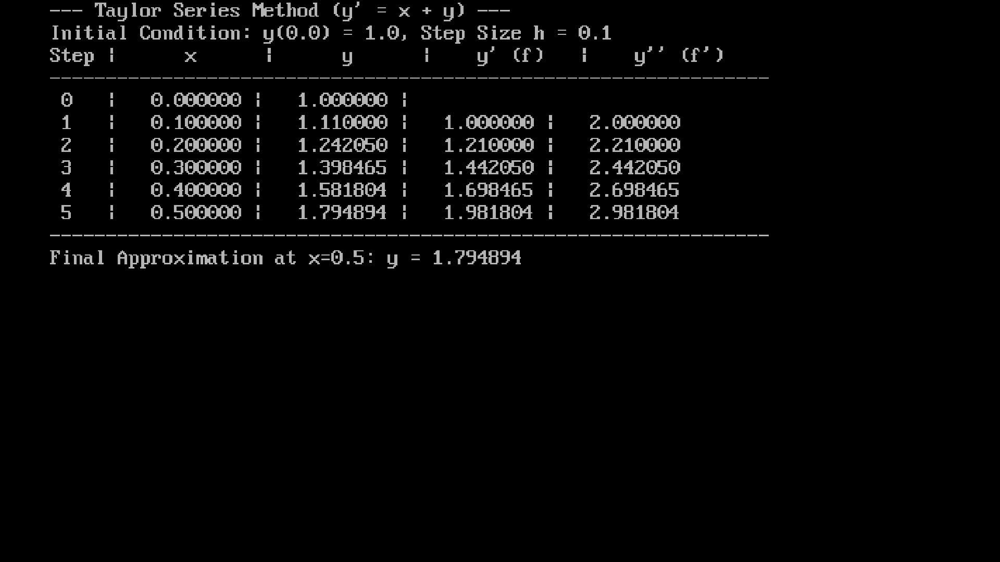 --- Taylor Series Method (y' = x + y) ---
Initial Condition: y(0.0) = 1.0, Step Size h = 0.1
Step |      x      |      y      |    y' (f)   |    y'' (f')
----------------------------------------------------------------
 0   |   0.000000 |   1.000000 |
 1   |   0.100000 |   1.110000 |   1.000000 |   2.000000
 2   |   0.200000 |   1.242050 |   1.210000 |   2.210000
 3   |   0.300000 |   1.398465 |   1.442050 |   2.442050
 4   |   0.400000 |   1.581804 |   1.698465 |   2.698465
 5   |   0.500000 |   1.794894 |   1.981804 |   2.981804
----------------------------------------------------------------
Final Approximation at x=0.5: y = 1.794894